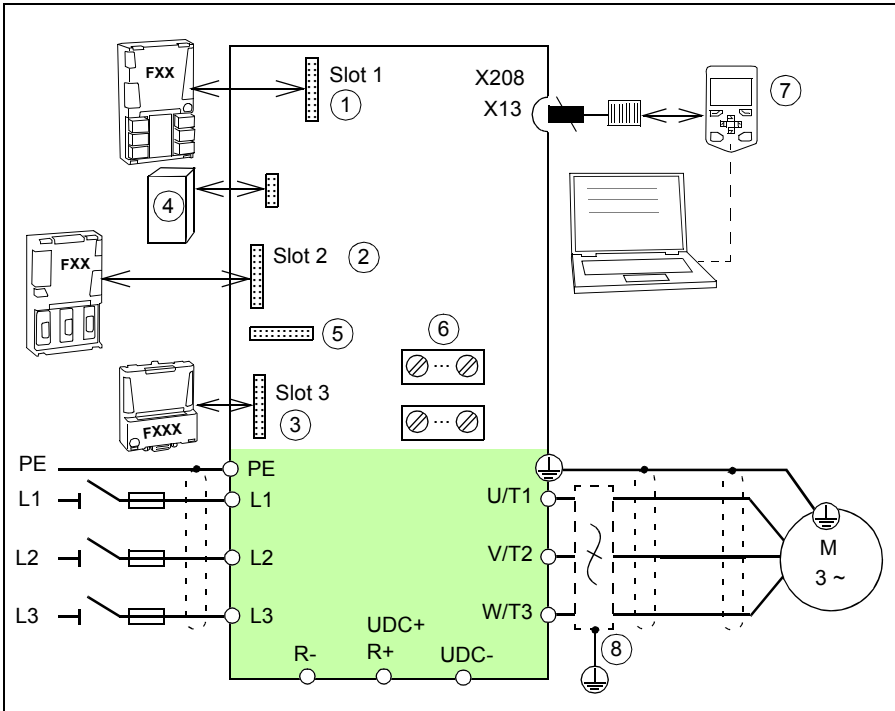 FXX
Slot 1
1
X208
X13
7
4
FXX
Slot 2
2
5
6
Slot 3
3
FXXX
PE
PE
L1
L1
U/T1
L2
L2
V/T2
M
3 ~
L3
L3
W/T3
UDC+
R-
R+
UDC-
8